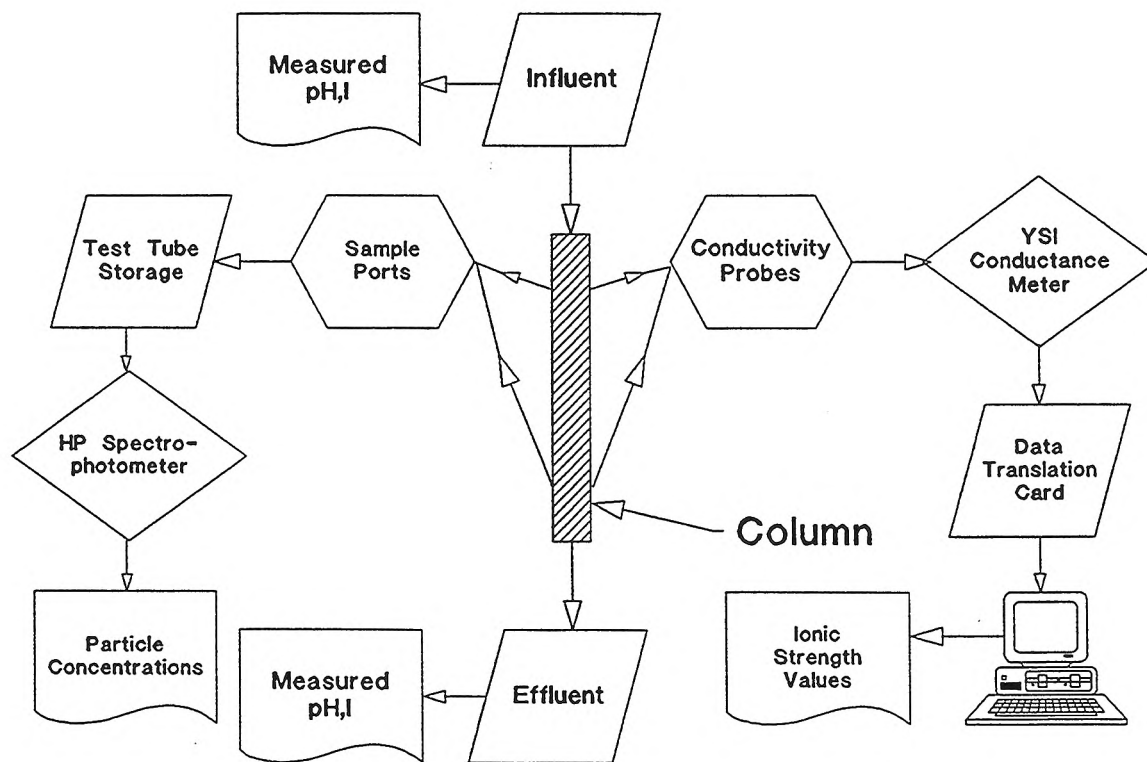 Measured
pH,I
Influent
Test Tube
Storage
Sample
Ports
Conductivity
Probes
YSI
Conductance
Meter
HP Spectro-
photometer
Data
Translation
Card
Column
Particle
Concentrations
Measured
pH,I
Effluent
Ionic
Strength
Values